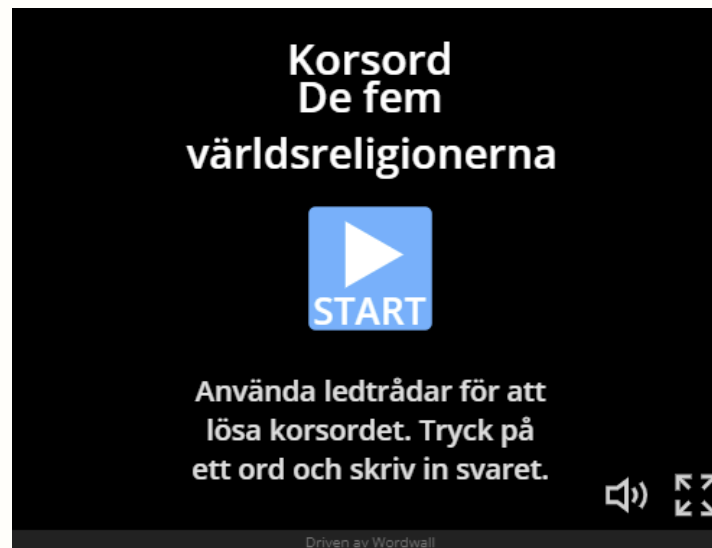 Korsord
De fem
världsreligionerna
START
Använda ledtrådar för att
lösa korsordet. Tryck på
ett ord och skriv in svaret.
Driven av Wordwall